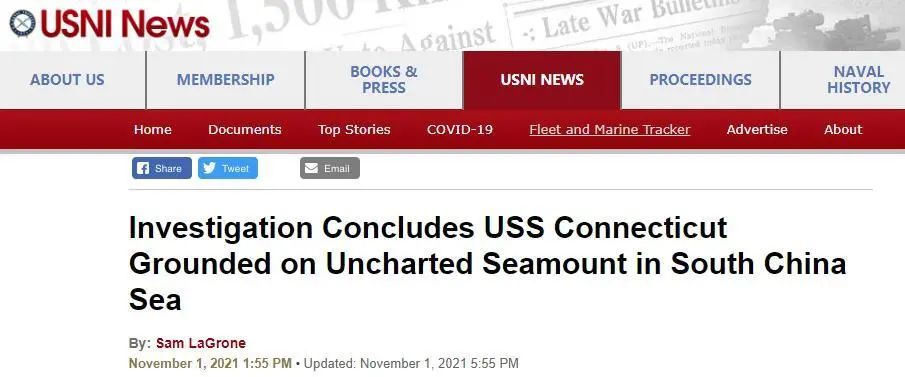 USNI News
1,500 K
Late War Bulletins
Vote Against
(UP).—The National
ABOUT US
MEMBERSHIP
BOOKS &
PRESS
USNI NEWS
PROCEEDINGS
NAVAL
HISTORY
Home
Documents
Top Stories
COVID-19
Fleet and Marine Tracker
Advertise
About
Share
Tweet
Email
Investigation Concludes USS Connecticut
Grounded on Uncharted Seamount in South China
Sea
By: Sam LaGrone
November 1, 2021 1:55 PM • Updated: November 1, 2021 5:55 PM